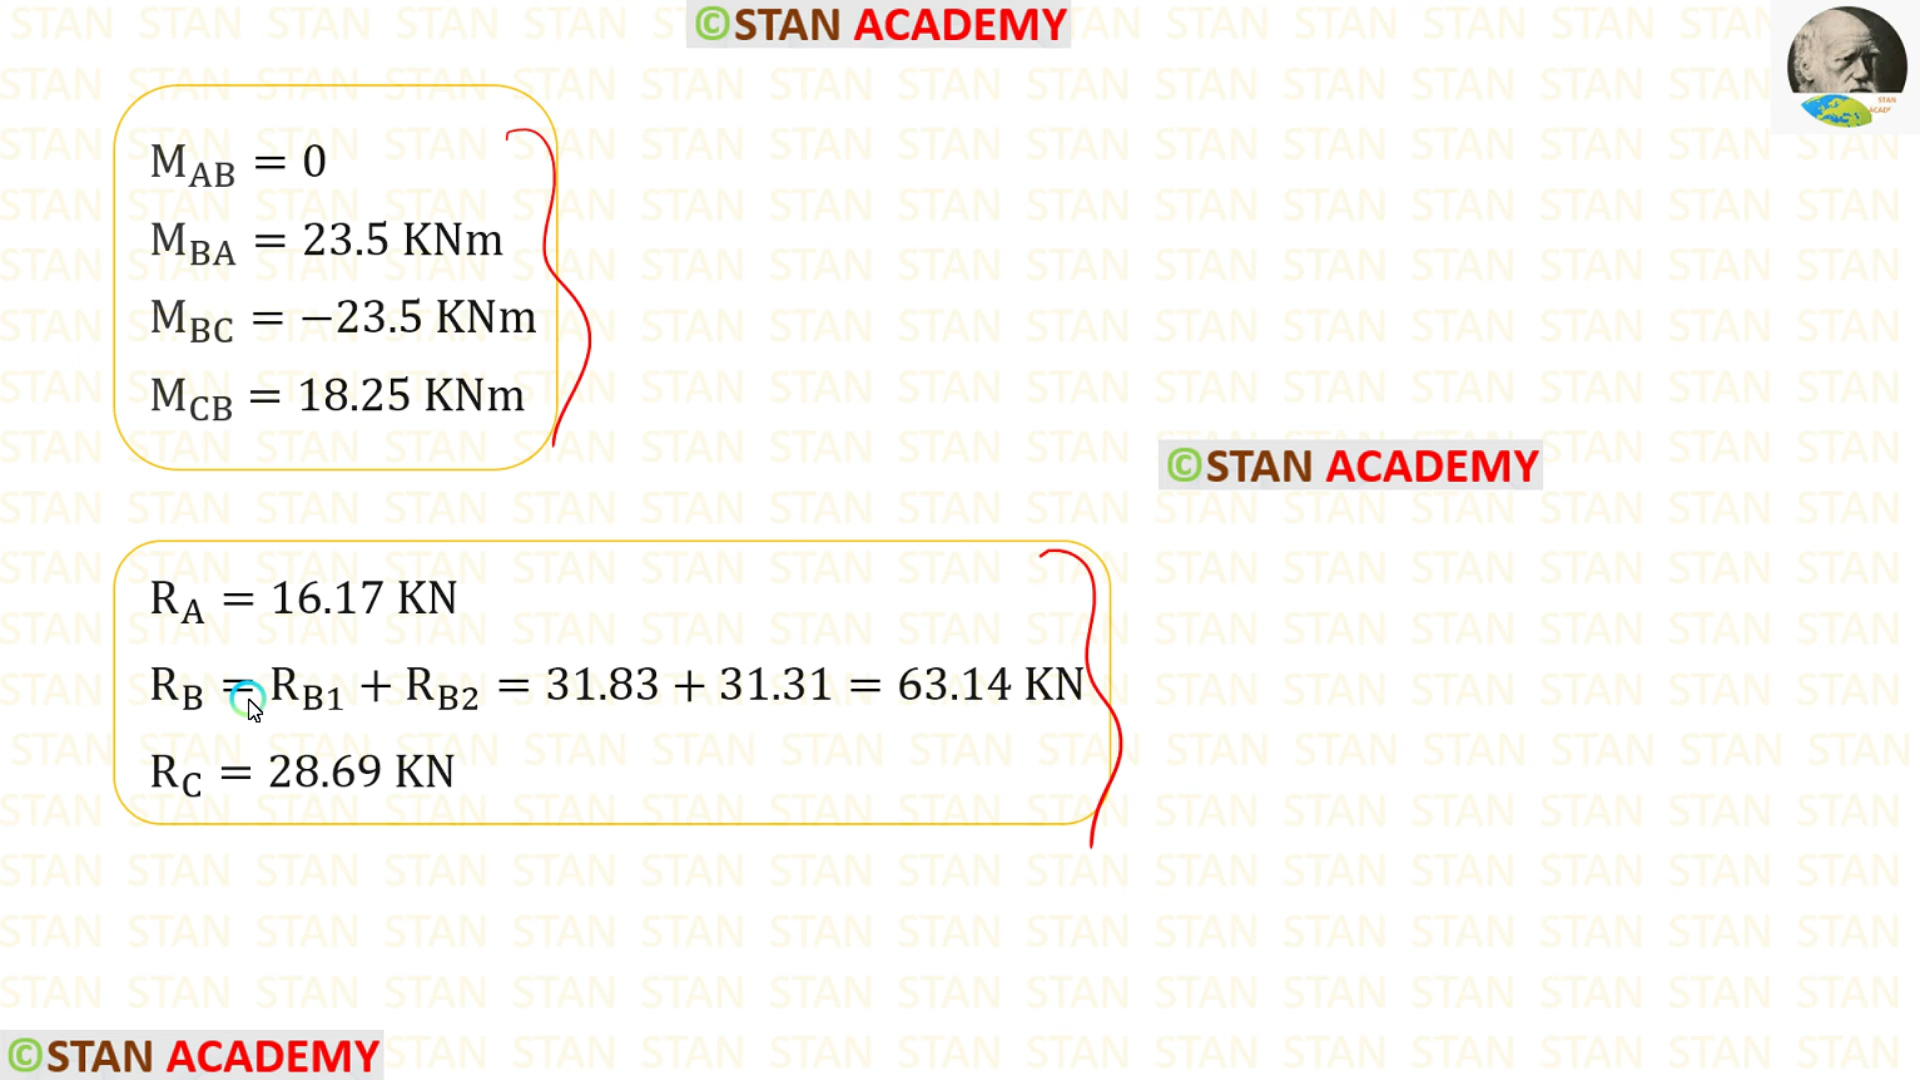 ©STAN ACADEMY
STAN ACADY
M_AB = 0
M_BA = 23.5 KNm
M_BC = −23.5 KNm
M_CB = 18.25 KNm
©STAN ACADEMY
R_A = 16.17 KN
R_B = R_B1 + R_B2 = 31.83 + 31.31 = 63.14 KN
R_C = 28.69 KN
©STAN ACADEMY